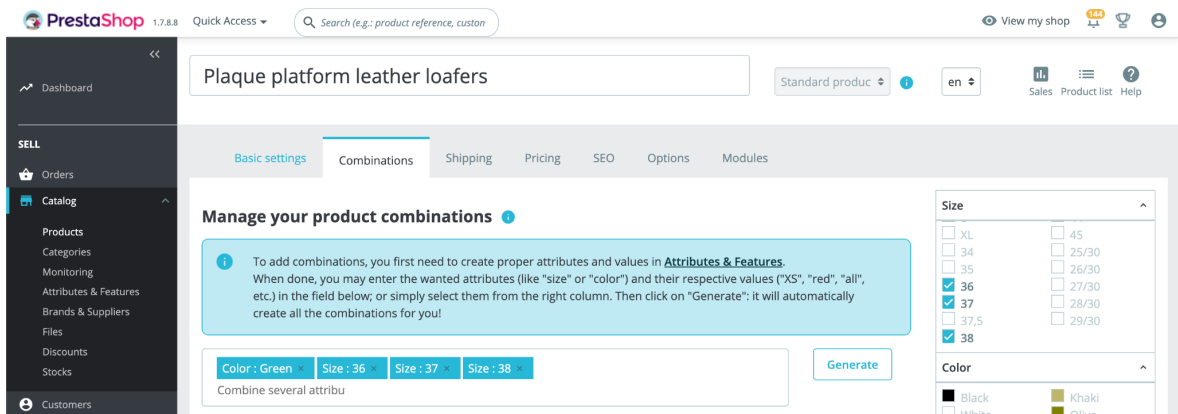 PrestaShop 1.7.8.8 Quick Access Search (e.g.: product reference, custon View my shop 144
Plaque platform leather loafers Standard produc en Sales Product list Help
Dashboard
SELL
Orders
Catalog
Products
Categories
Monitoring
Attributes & Features
Brands & Suppliers
Files
Discounts
Stocks
Customers
Basic settings Combinations Shipping Pricing SEO Options Modules
Manage your product combinations
To add combinations, you first need to create proper attributes and values in Attributes & Features.
When done, you may enter the wanted attributes (like "size" or "color") and their respective values ("XS", "red", "all",
etc.) in the field below; or simply select them from the right column. Then click on "Generate": it will automatically
create all the combinations for you!
Color : Green × Size : 36 × Size : 37 × Size : 38 × Generate
Combine several attribu
Size
XL 45
34 25/30
35 26/30
36 27/30
37 28/30
37,5 29/30
38
Color
Black Khaki